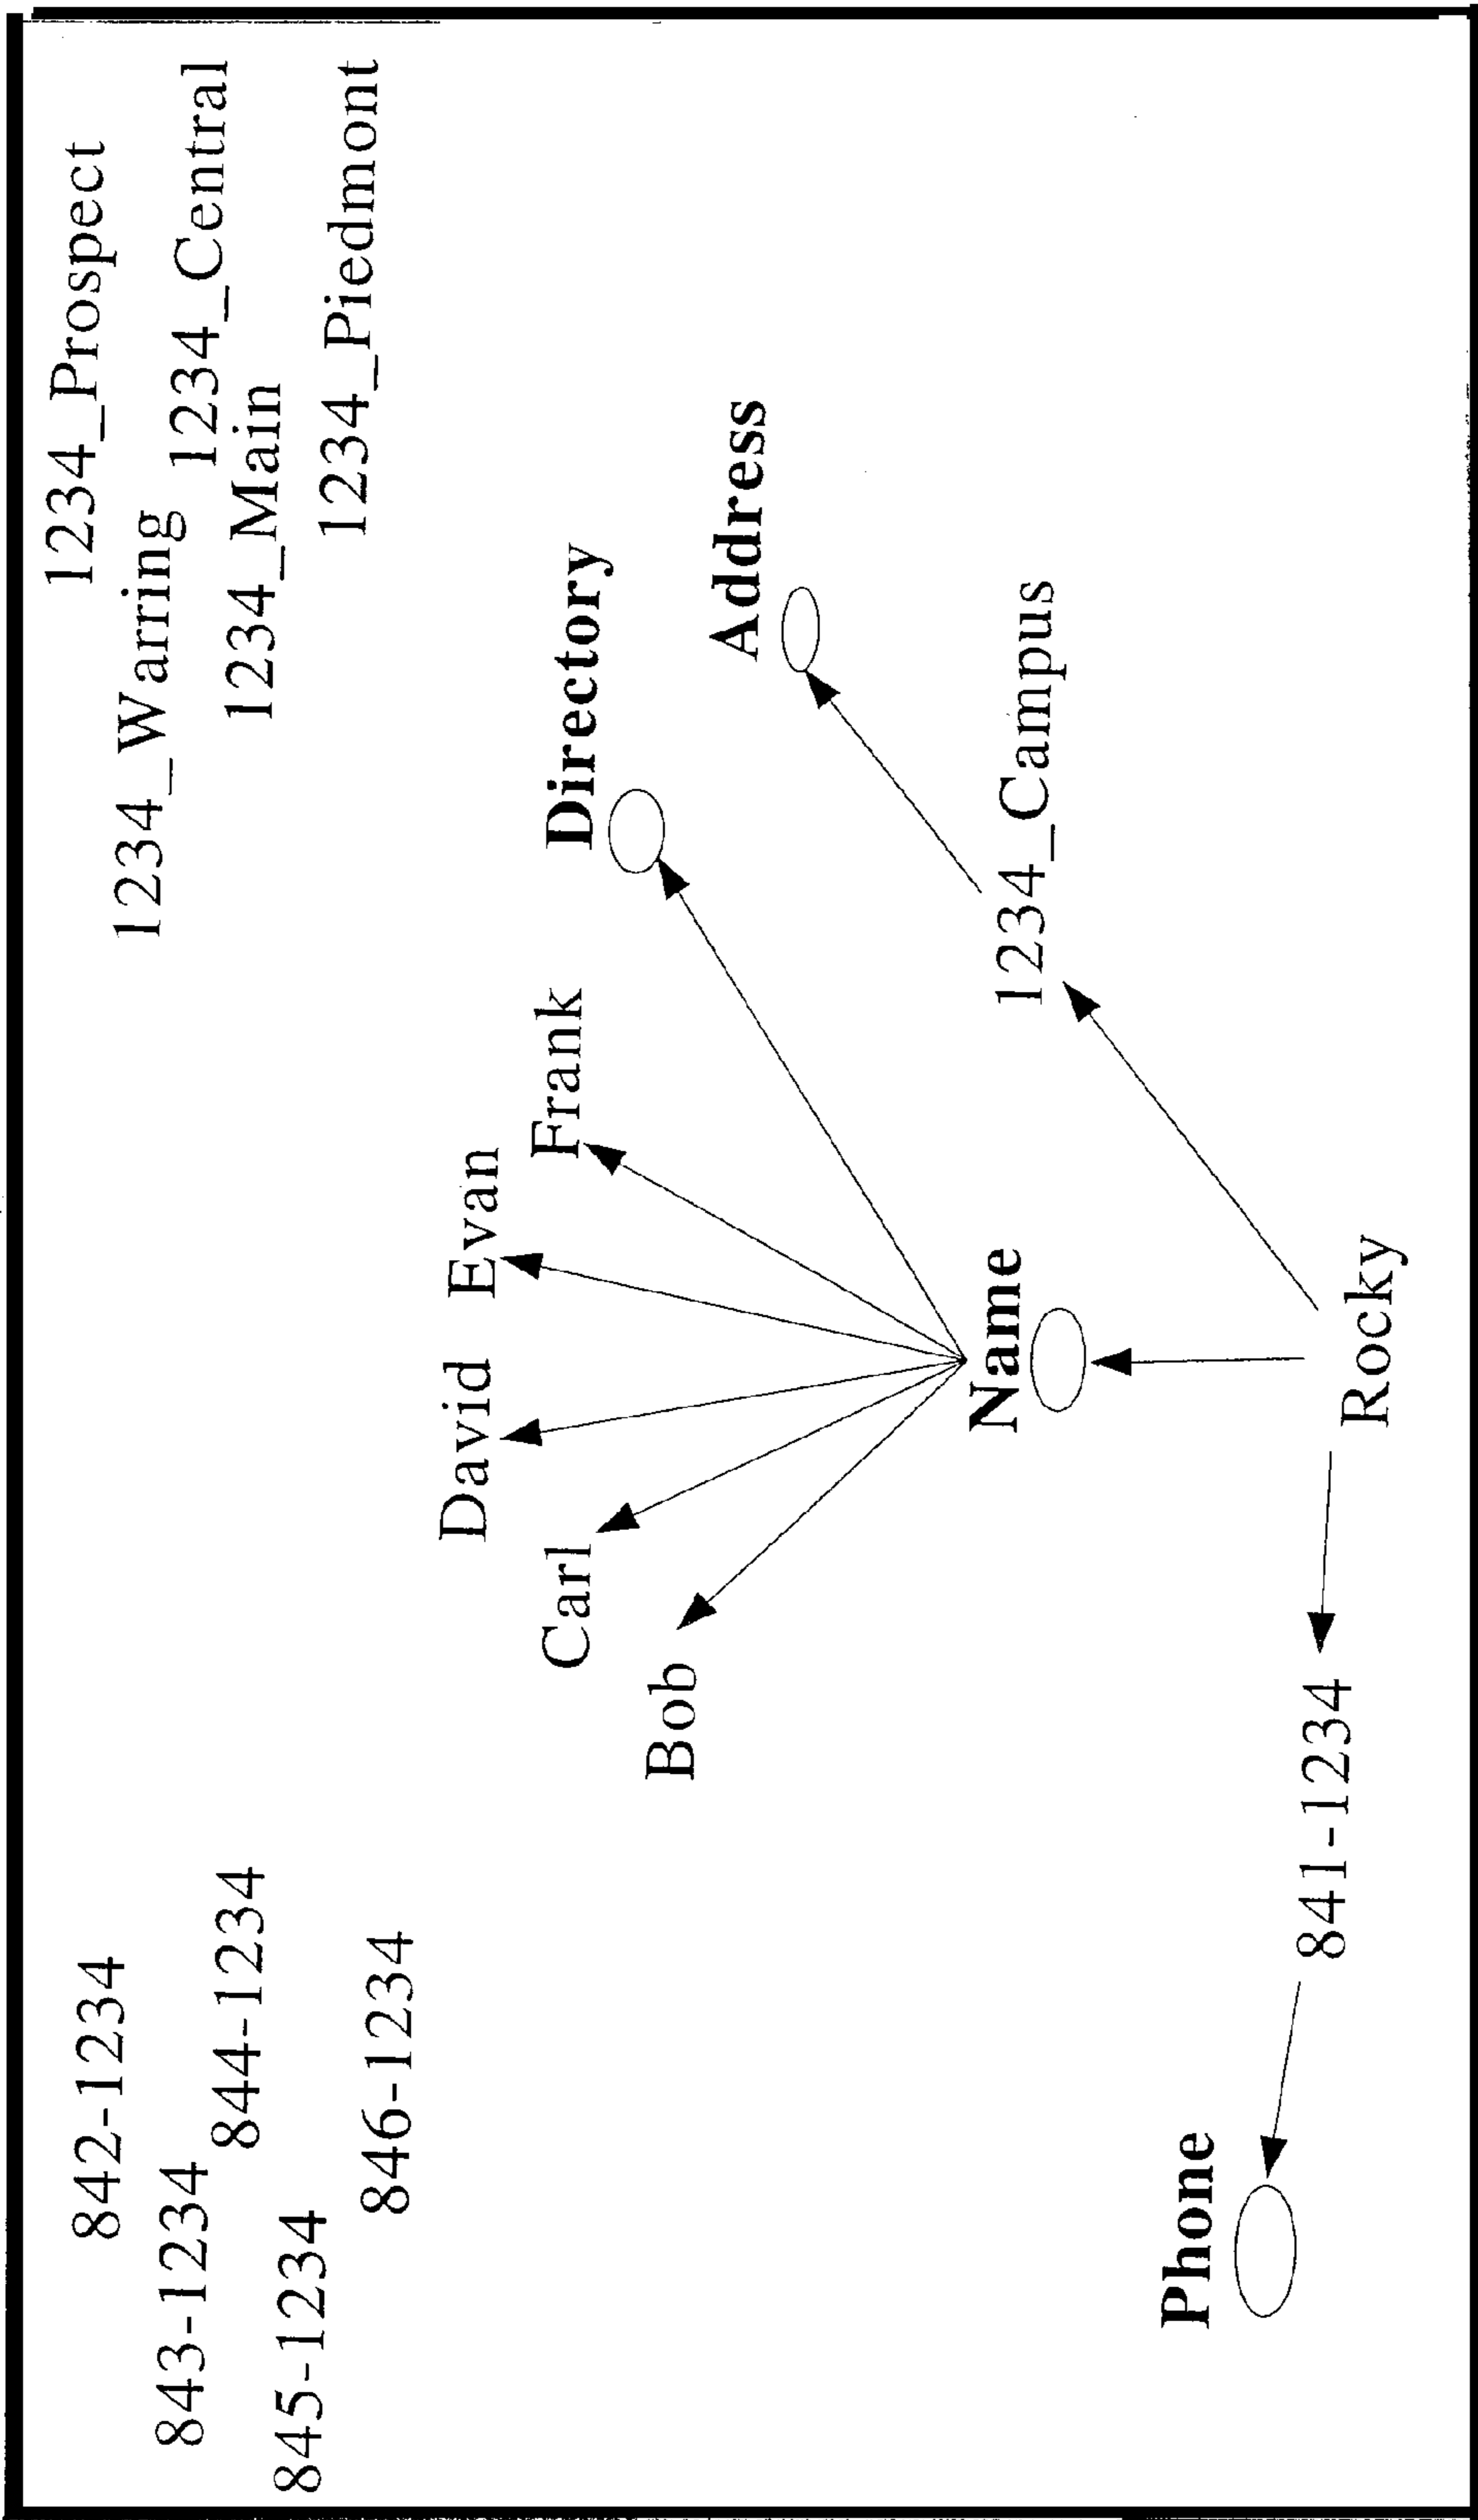 842-1234
1234_Prospect
843-1234
1234_Warring
844-1234
1234_Central
845-1234
1234_Main
846-1234
1234_Piedmont
David
Evan
Carl
Frank
Directory
Bob
Address
Name
1234_Campus
Phone
841-1234
Rocky